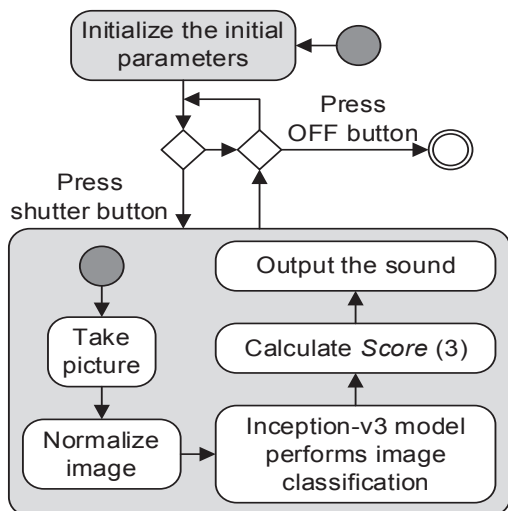 Initialize the initial
parameters
Press
OFF button
Press
shutter button
Take
picture
Normalize
image
Inception-v3 model
performs image
classification
Calculate Score (3)
Output the sound